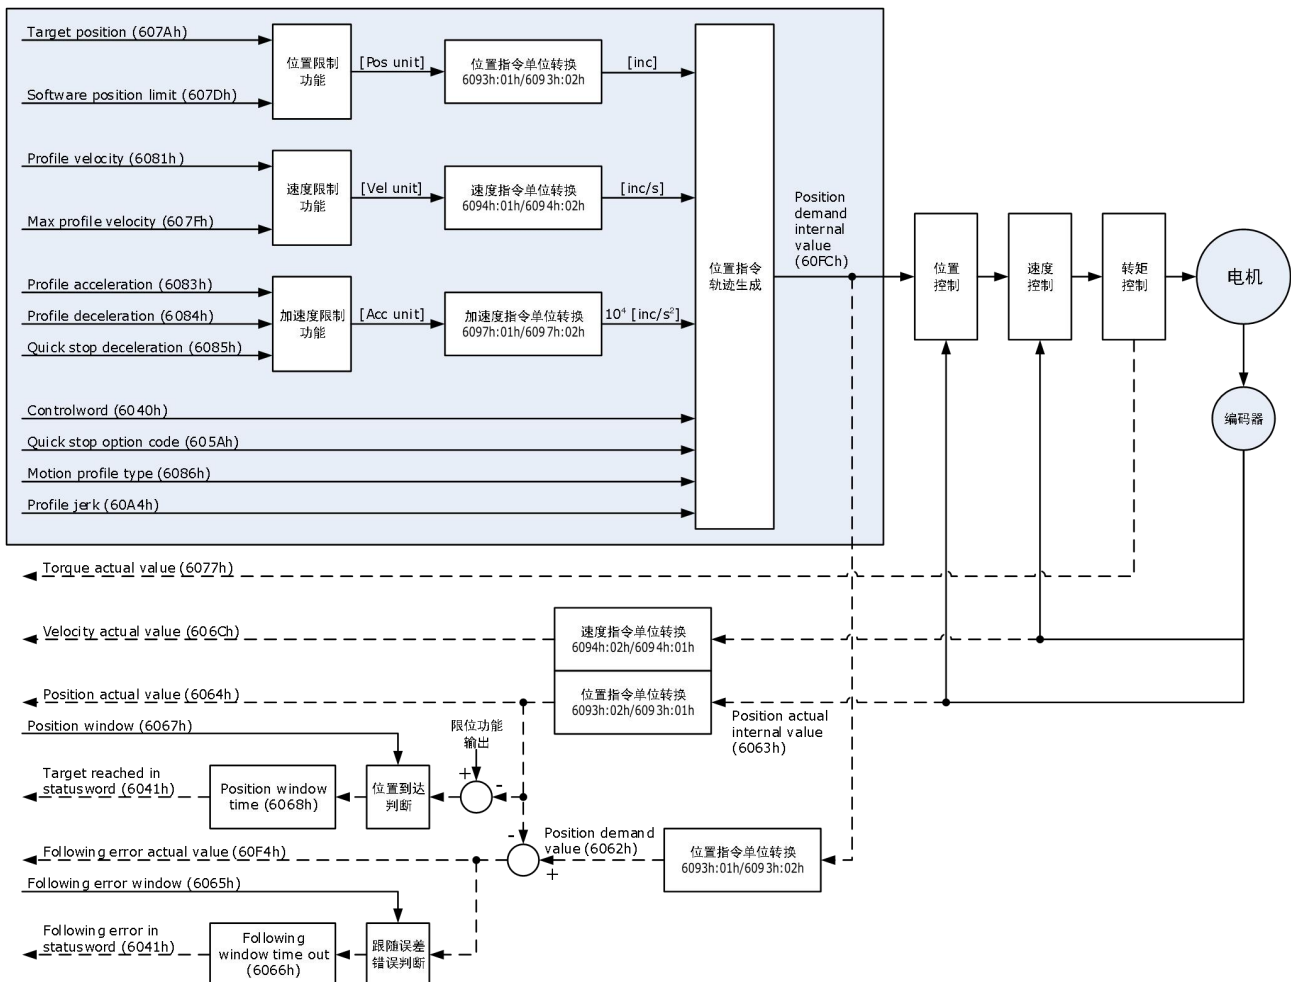 Target position (607Ah)
Software position limit (607Dh)
位置限制
功能
[Pos unit]
位置指令单位转换
6093h:01h/6093h:02h
[inc]
Profile velocity (6081h)
Max profile velocity (607Fh)
速度限制
功能
[Vel unit]
速度指令单位转换
6094h:01h/6094h:02h
[inc/s]
Profile acceleration (6083h)
Profile deceleration (6084h)
Quick stop deceleration (6085h)
加速度限制
功能
[Acc unit]
加速度指令单位转换
6097h:01h/6097h:02h
10⁴ [inc/s²]
Controlword (6040h)
Quick stop option code (605Ah)
Motion profile type (6086h)
Profile jerk (60A4h)
位置指令
轨迹生成
Position
demand
internal
value
(60FCh)
位置
控制
速度
控制
转矩
控制
电机
编码器
Torque actual value (6077h)
Velocity actual value (606Ch)
速度指令单位转换
6094h:02h/6094h:01h
Position actual value (6064h)
位置指令单位转换
6093h:02h/6093h:01h
Position actual
internal value
(6063h)
Position window (6067h)
限位功能
输出
+
-
Target reached in
statusword (6041h)
Position window
time (6068h)
位置到达
判断
-
+
Position demand
value (6062h)
位置指令单位转换
6093h:01h/6093h:02h
Following error actual value (60F4h)
Following error window (6065h)
Following error in
statusword (6041h)
Following
window time out
(6066h)
跟随误差
错误判断